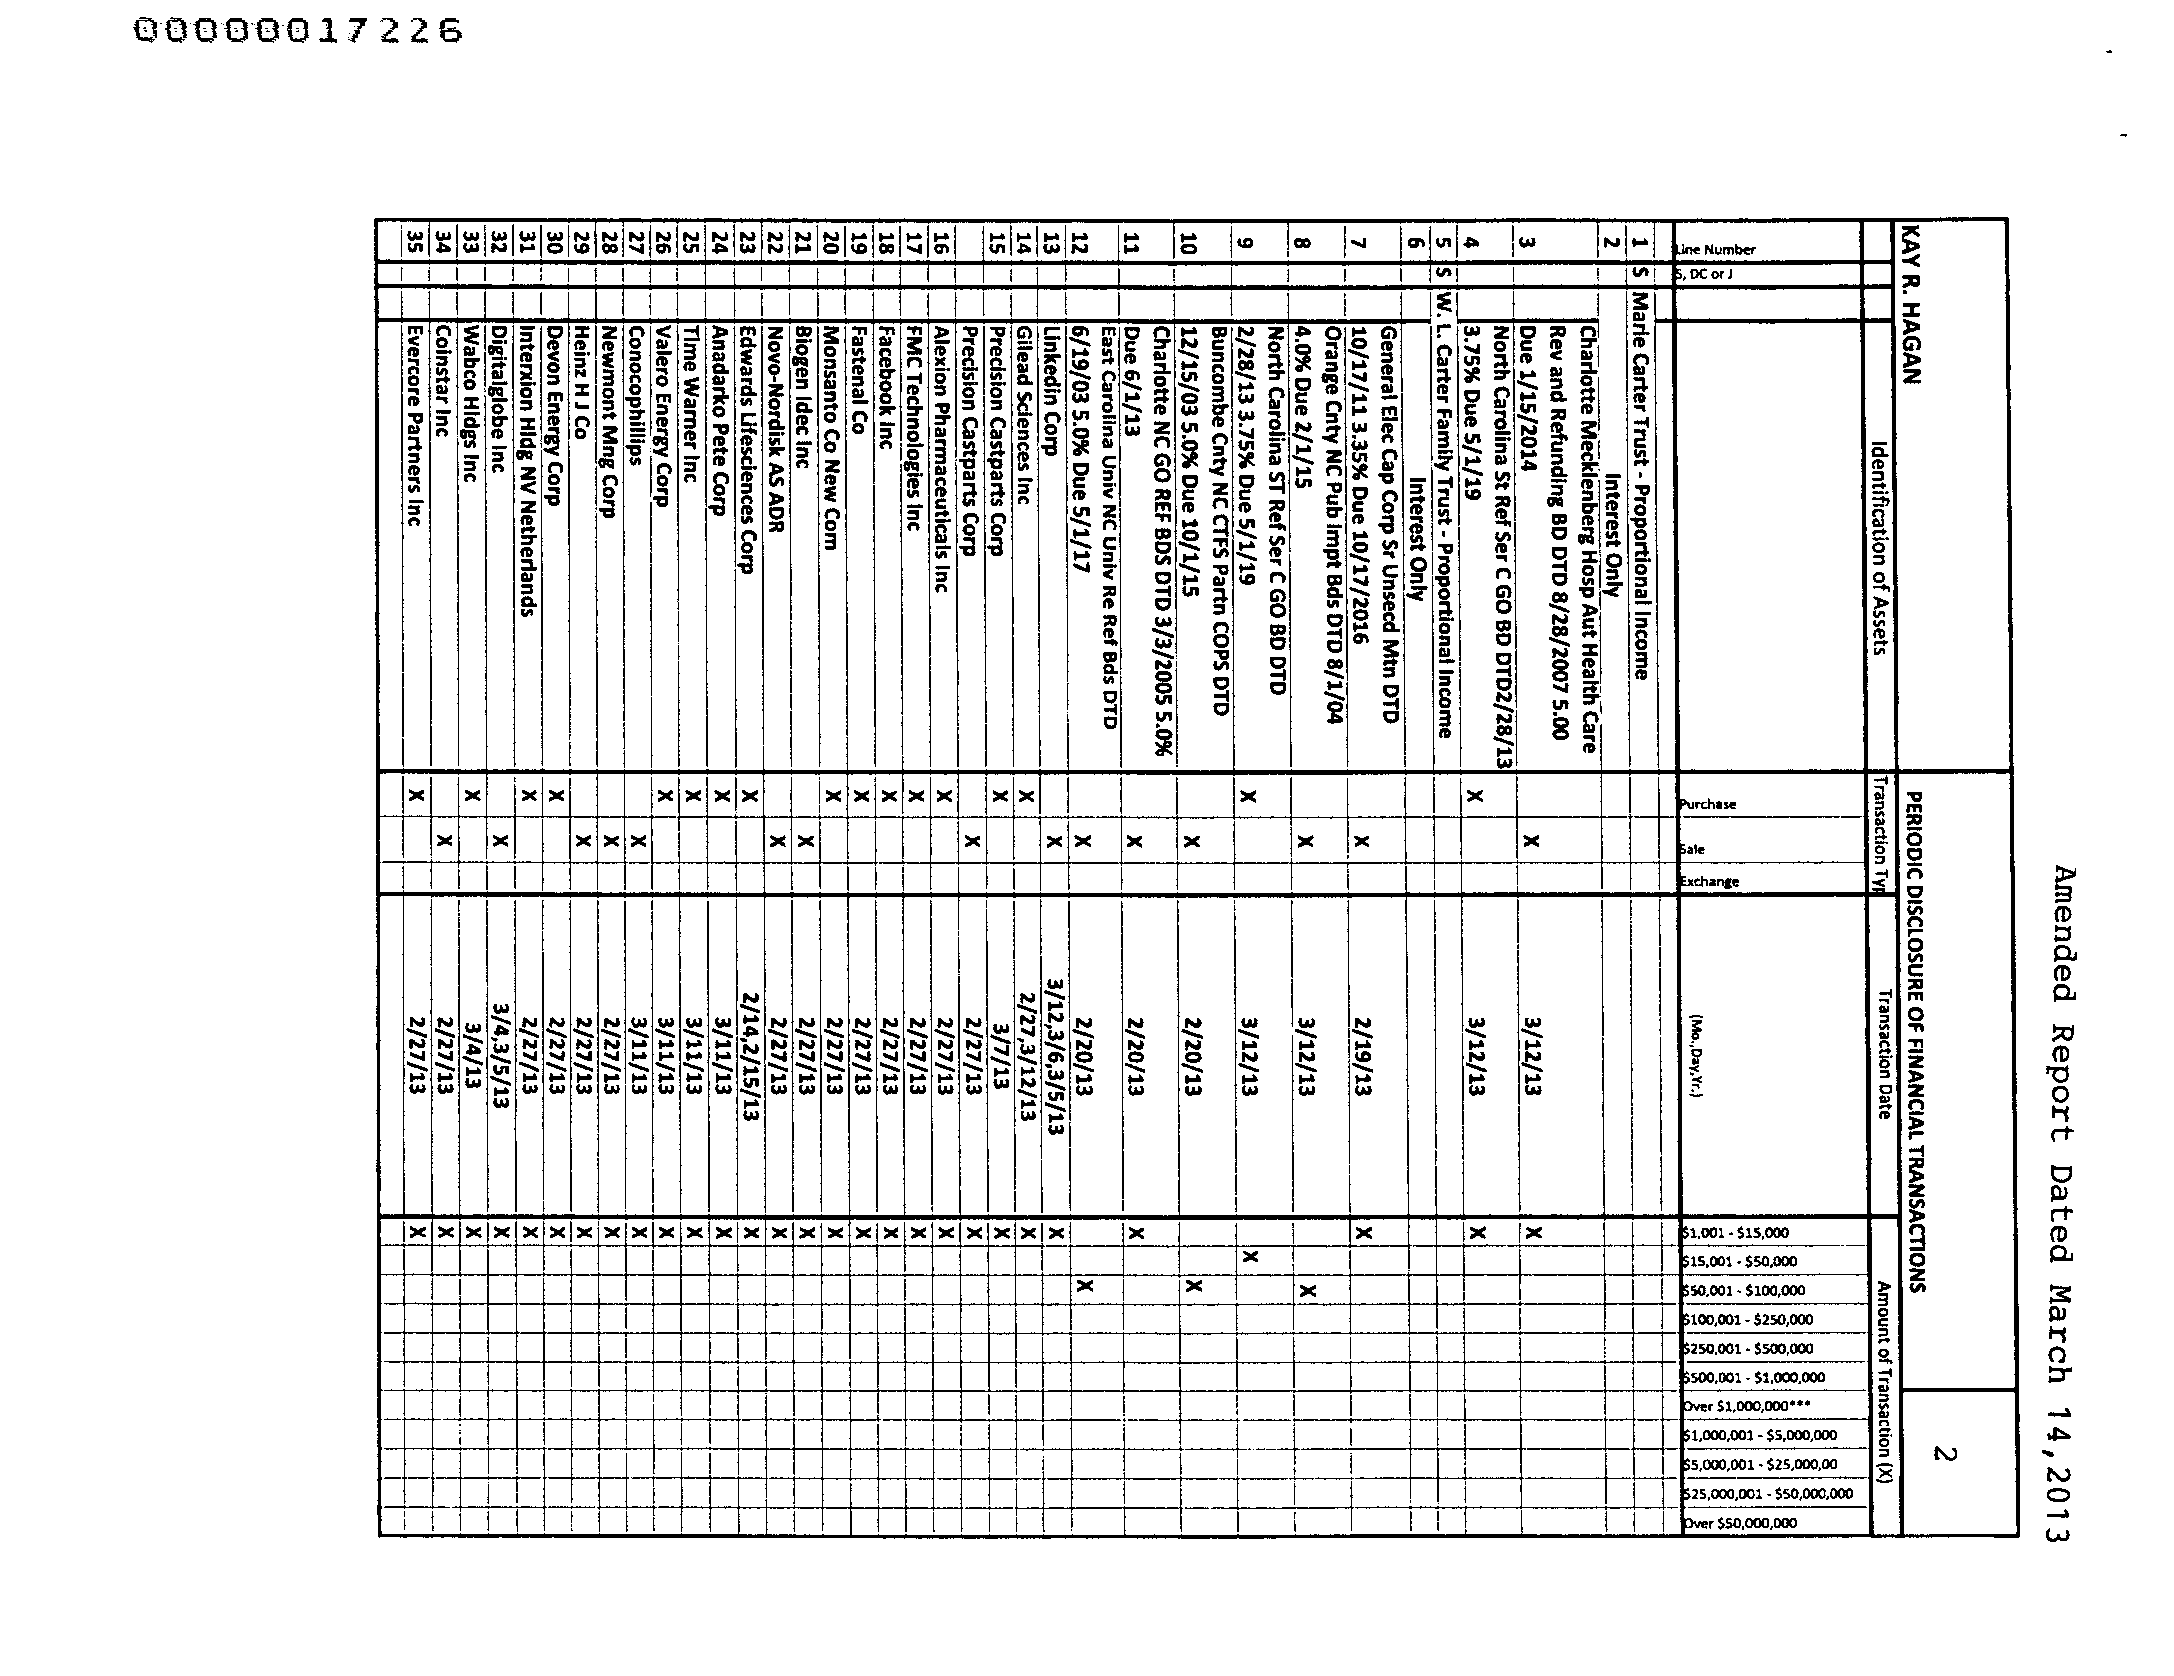 00000017226
Amended Report Dated March 14,2013
KAY R. HAGAN PERIODIC DISCLOSURE OF FINANCIAL TRANSACTIONS 2
Identification of Assets Transaction Typ Transaction Date Amount of Transaction (X)
Line Number
S, DC or J
Purchase
Sale
Exchange
(Mo.,Day,Yr.)
$1,001 - $15,000
$15,001 - $50,000
$50,001 - $100,000
$100,001 - $250,000
$250,001 - $500,000
$500,001 - $1,000,000
Over $1,000,000***
$1,000,001 - $5,000,000
$5,000,001 - $25,000,00
$25,000,001 - $50,000,000
Over $50,000,000
1 S Marie Carter Trust - Proportional Income
2 Interest Only
Charlotte Mecklenberg Hosp Aut Health Care
Rev and Refunding BD DTD 8/28/2007 5.00
3 Due 1/15/2014 X 3/12/13 X
North Carolina St Ref Ser C GO BD DTD2/28/13
4 3.75% Due 5/1/19 X 3/12/13 X
5 S W. L. Carter Family Trust - Proportional Income
6 Interest Only
General Elec Cap Corp Sr Unsecd Mtn DTD
7 10/17/11 3.35% Due 10/17/2016 X 2/19/13 X
Orange Cnty NC Pub Impt Bds DTD 8/1/04
8 4.0% Due 2/1/15 X 3/12/13 X
North Carolina ST Ref Ser C GO BD DTD
9 2/28/13 3.75% Due 5/1/19 X 3/12/13 X
Buncombe Cnty NC CTFS Partn COPS DTD
10 12/15/03 5.0% Due 10/1/15 X 2/20/13 X
Charlotte NC GO REF BDS DTD 3/3/2005 5.0%
11 Due 6/1/13 X 2/20/13 X
East Carolina Univ NC Univ Re Ref Bds DTD
12 6/19/03 5.0% Due 5/1/17 X 2/20/13 X
13 Linkedin Corp X 3/12,3/6,3/5/13 X
14 Gilead Sciences Inc X 2/27,3/12/13 X
15 Precision Castparts Corp X 3/7/13 X
Precision Castparts Corp X 2/27/13 X
16 Alexion Pharmaceuticals Inc X 2/27/13 X
17 FMC Technologies Inc X 2/27/13 X
18 Facebook Inc X 2/27/13 X
19 Fastenal Co X 2/27/13 X
20 Monsanto Co New Com X 2/27/13 X
21 Biogen Idec Inc X 2/27/13 X
22 Novo-Nordisk AS ADR X 2/27/13 X
23 Edwards Lifesciences Corp X 2/14,2/15/13 X
24 Anadarko Pete Corp X 3/11/13 X
25 Time Warner Inc X 3/11/13 X
26 Valero Energy Corp X 3/11/13 X
27 Conocophillips X 3/11/13 X
28 Newmont Mng Corp X 2/27/13 X
29 Heinz H J Co X 2/27/13 X
30 Devon Energy Corp X 2/27/13 X
31 Interxion Hldg NV Netherlands X 2/27/13 X
32 Digitalglobe Inc X 3/4,3/5/13 X
33 Wabco Hldgs Inc X 3/4/13 X
34 Coinstar Inc X 2/27/13 X
35 Evercore Partners Inc X 2/27/13 X